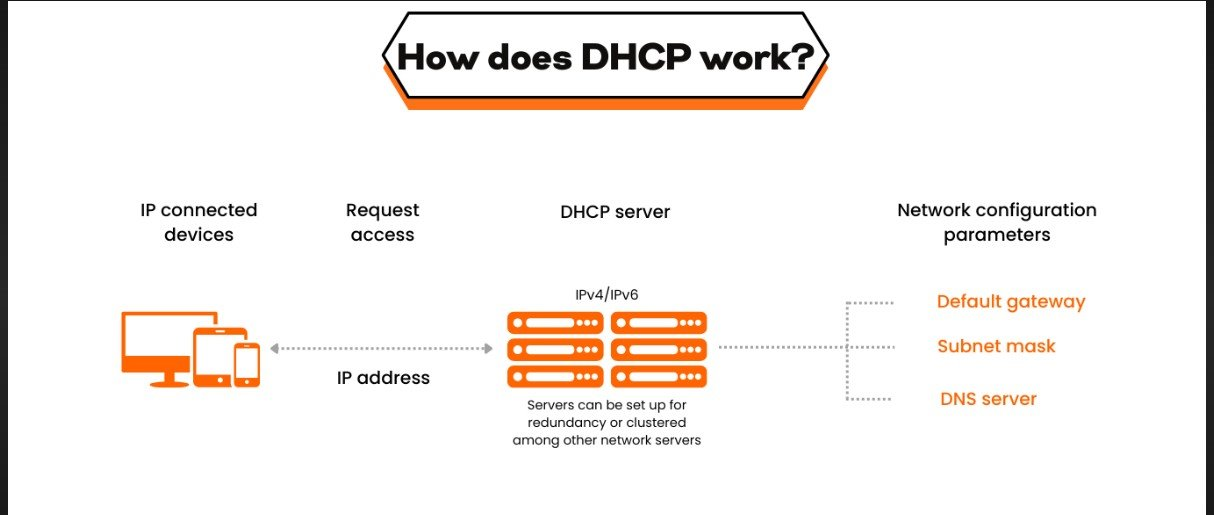 How does DHCP work?
IP connected
devices
Request
access
DHCP server
Network configuration
parameters
IPv4/IPv6
IP address
Servers can be set up for
redundancy or clustered
among other network servers
Default gateway
Subnet mask
DNS server